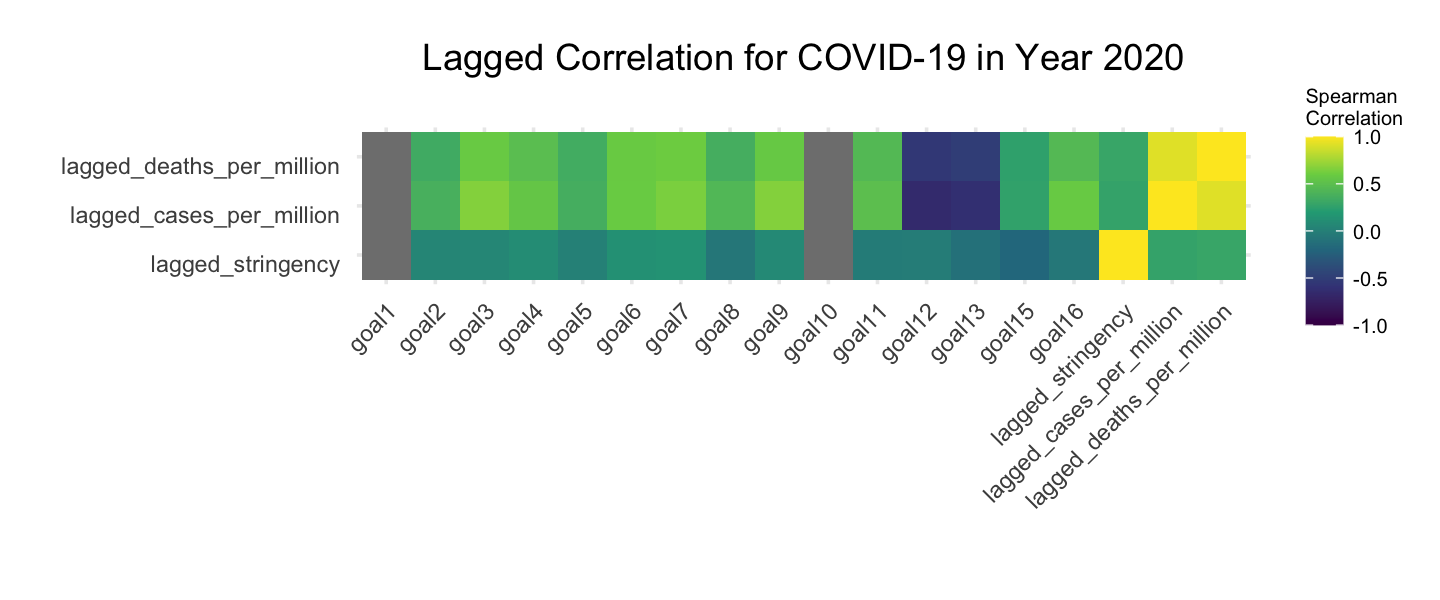 Lagged Correlation for COVID-19 in Year 2020
Spearman
Correlation
1.0
0.5
0.0
-0.5
-1.0
lagged_deaths_per_million
lagged_cases_per_million
lagged_stringency
goal1
goal2
goal3
goal4
goal5
goal6
goal7
goal8
goal9
goal10
goal11
goal12
goal13
goal15
goal16
lagged_stringency
lagged_cases_per_million
lagged_deaths_per_million